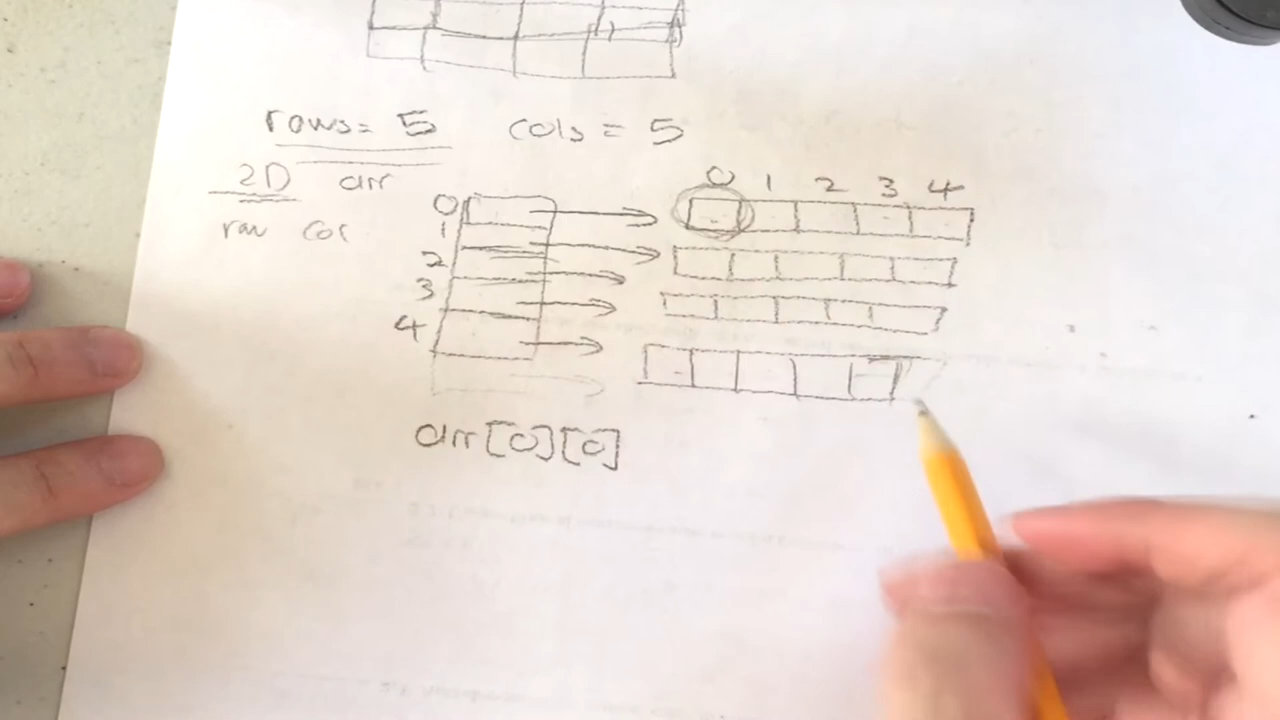 rows= 5 cols = 5
2D arr
row col
0 1 2 3 4
0
1
2
3
4
arr[0][0]